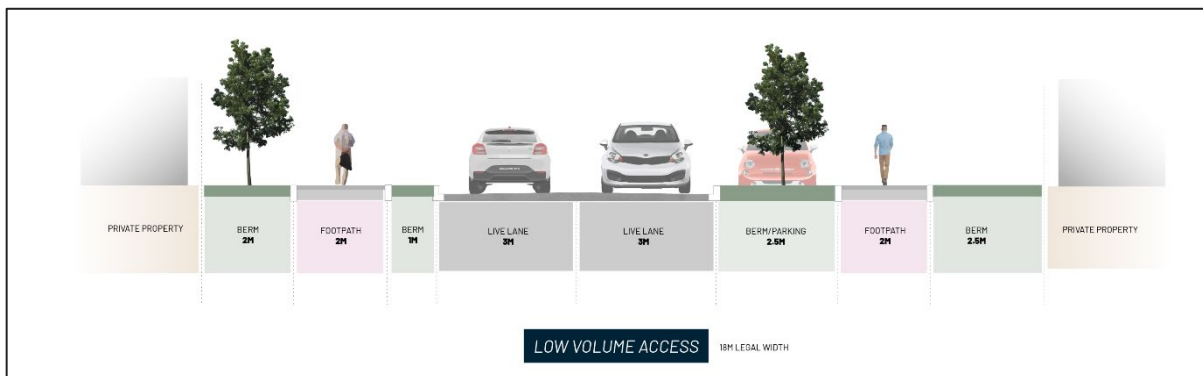 PRIVATE PROPERTY
BERM
2M
FOOTPATH
2M
BERM
1M
LIVE LANE
3M
LIVE LANE
3M
BERM/PARKING
2.5M
FOOTPATH
2M
BERM
2.5M
PRIVATE PROPERTY
LOW VOLUME ACCESS
18M LEGAL WIDTH